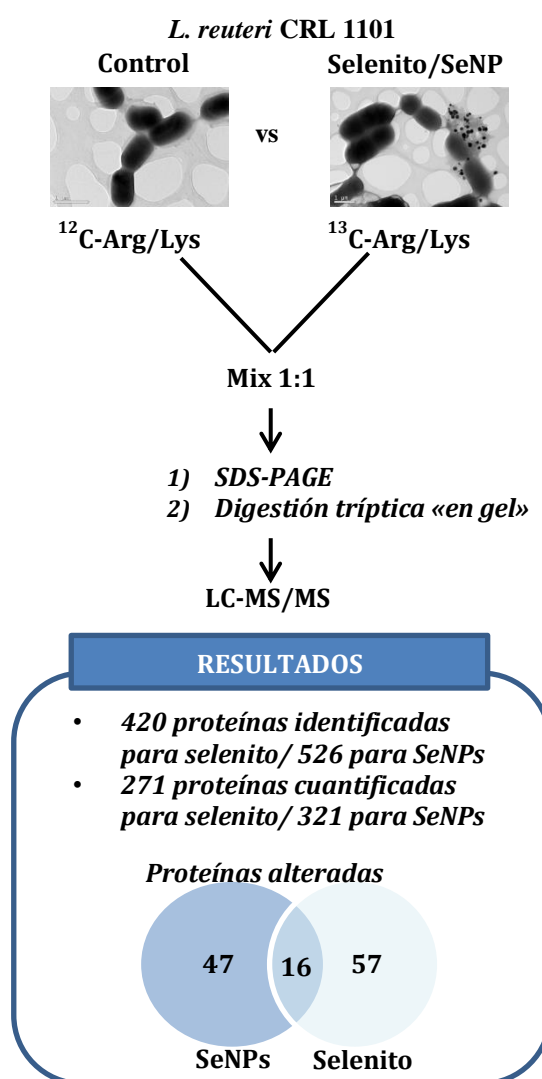 L. reuteri CRL 1101
Control
Selenito/SeNP
vs
1 µm
¹²C-Arg/Lys
¹³C-Arg/Lys
Mix 1:1
1) SDS-PAGE
2) Digestión tríptica «en gel»
LC-MS/MS
RESULTADOS
• 420 proteínas identificadas
para selenito/ 526 para SeNPs
• 271 proteínas cuantificadas
para selenito/ 321 para SeNPs
Proteínas alteradas
47
16
57
SeNPs
Selenito